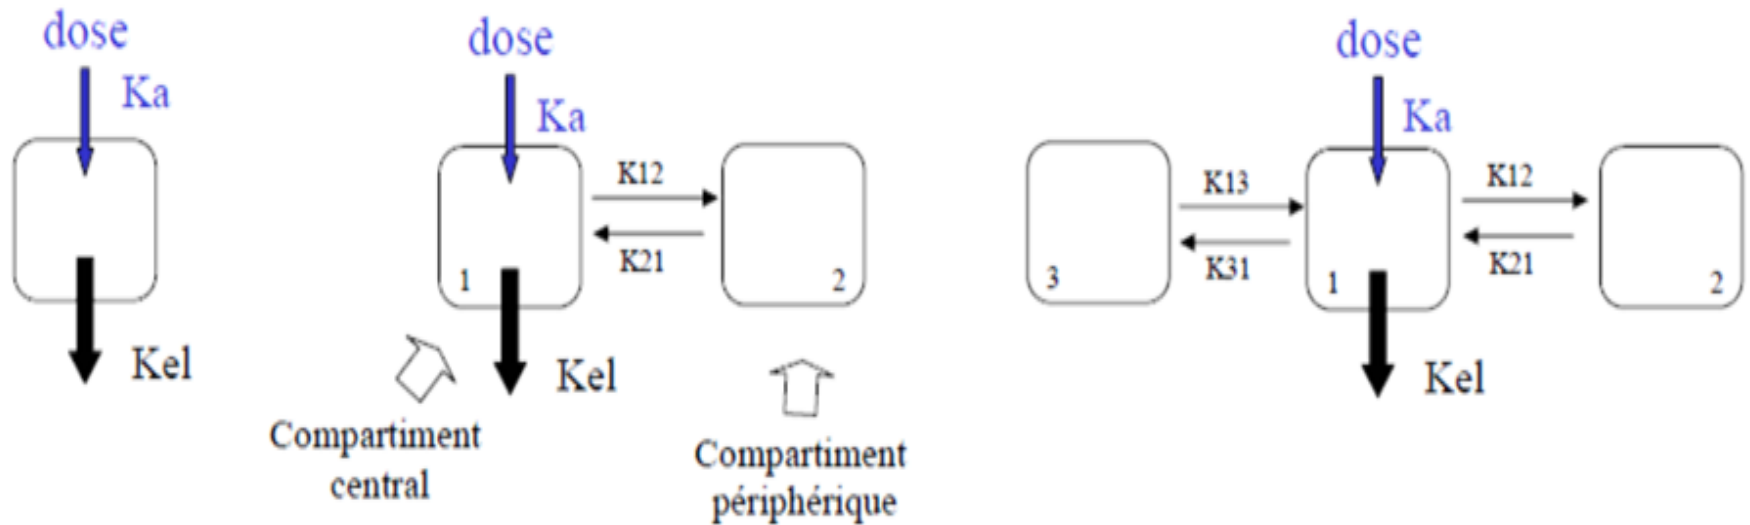 dose
Ka
Kel
dose
Ka
K12
K21
1
2
Kel
Compartiment
central
Compartiment
périphérique
dose
Ka
K13
K31
K12
K21
3
1
2
Kel